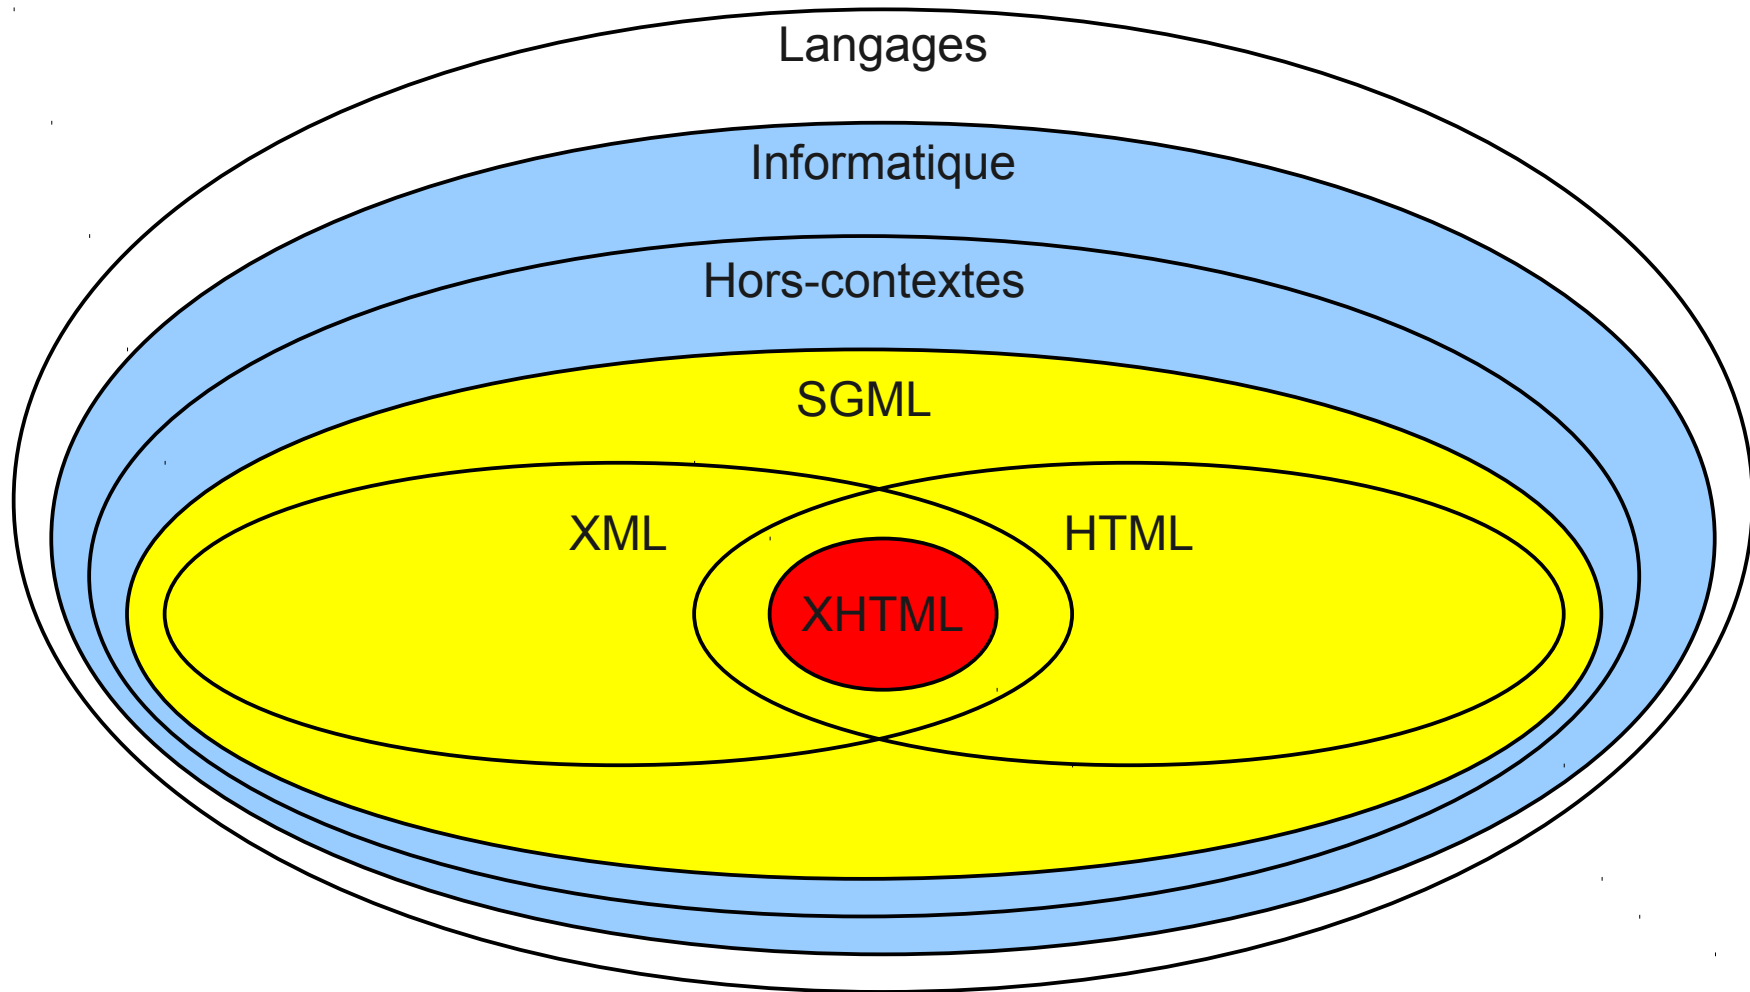 Langages
Informatique
Hors-contextes
SGML
XML
HTML
XHTML